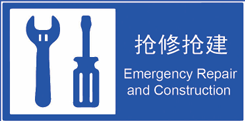 抢修抢建
Emergency Repair
and Construction